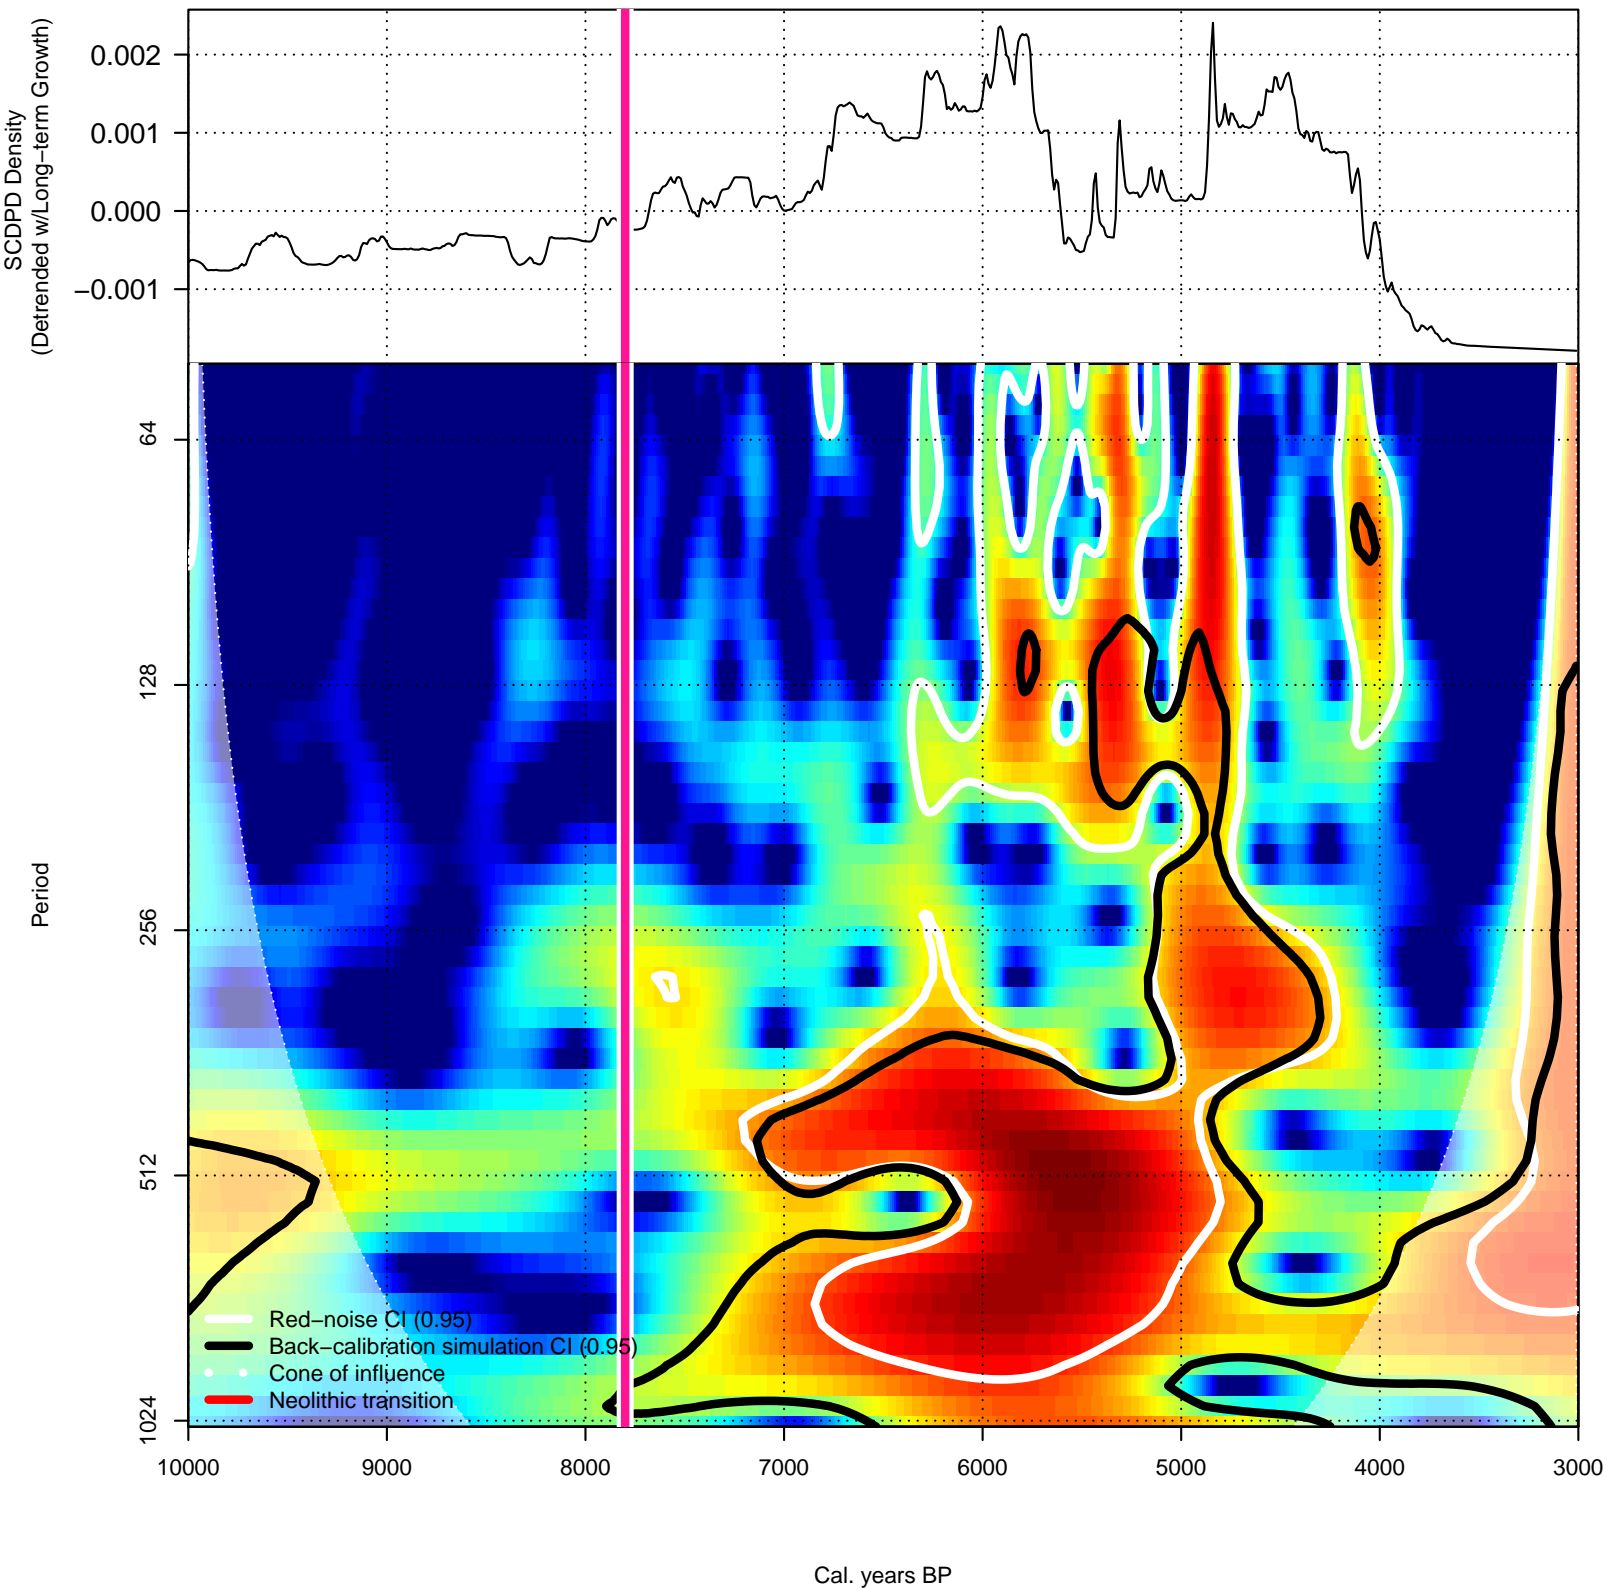 SCDPD Density
(Detrended w/Long−term Growth)
0.002
0.001
0.000
−0.001
Period
64
128
256
512
1024
Red−noise CI (0.95)
Back−calibration simulation CI (0.95)
Cone of influence
Neolithic transition
10000 9000 8000 7000 6000 5000 4000 3000
Cal. years BP